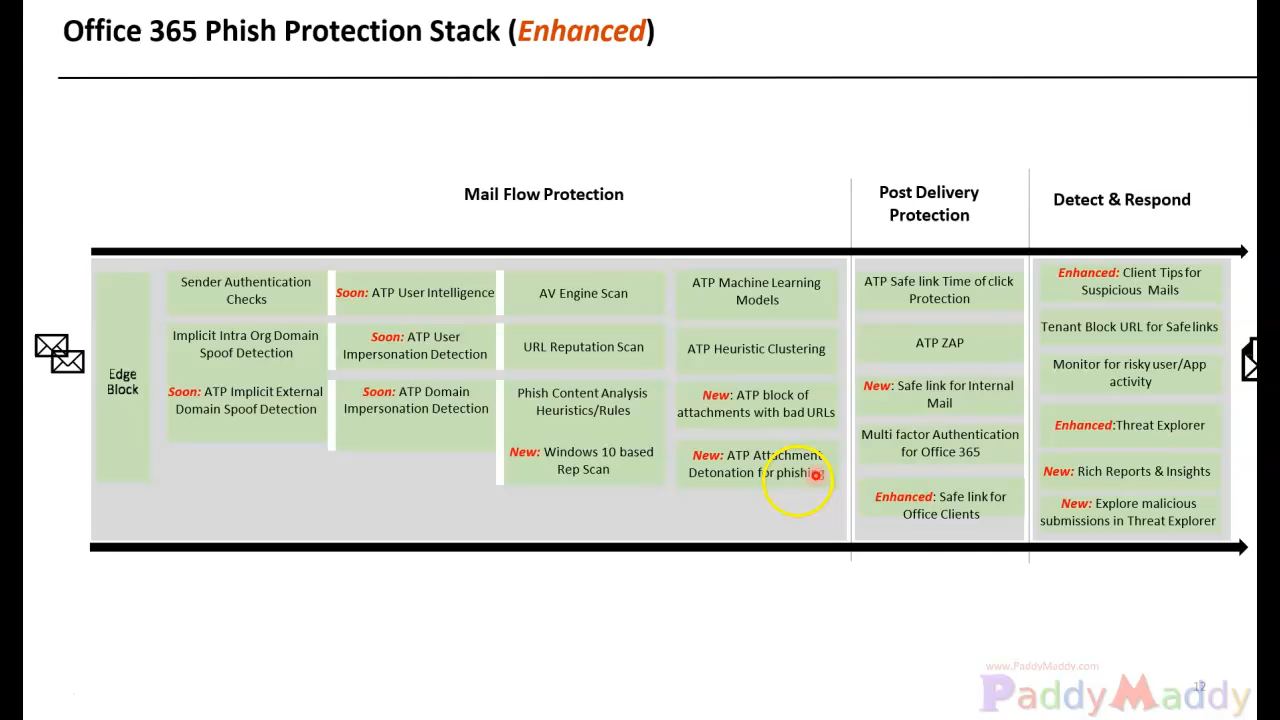 Office 365 Phish Protection Stack (Enhanced)
Mail Flow Protection
Post Delivery
Protection
Detect & Respond
Edge
Block
Sender Authentication
Checks
Implicit Intra Org Domain
Spoof Detection
Soon: ATP Implicit External
Domain Spoof Detection
Soon: ATP User Intelligence
Soon: ATP User
Impersonation Detection
Soon: ATP Domain
Impersonation Detection
AV Engine Scan
URL Reputation Scan
Phish Content Analysis
Heuristics/Rules
New: Windows 10 based
Rep Scan
ATP Machine Learning
Models
ATP Heuristic Clustering
New: ATP block of
attachments with bad URLs
New: ATP Attachment
Detonation for phishing
ATP Safe link Time of click
Protection
ATP ZAP
New: Safe link for Internal
Mail
Multi factor Authentication
for Office 365
Enhanced: Safe link for
Office Clients
Enhanced: Client Tips for
Suspicious Mails
Tenant Block URL for Safelinks
Monitor for risky user/App
activity
Enhanced:Threat Explorer
New: Rich Reports & Insights
New: Explore malicious
submissions in Threat Explorer
www.PaddyMaddy.com
12
PaddyMaddy